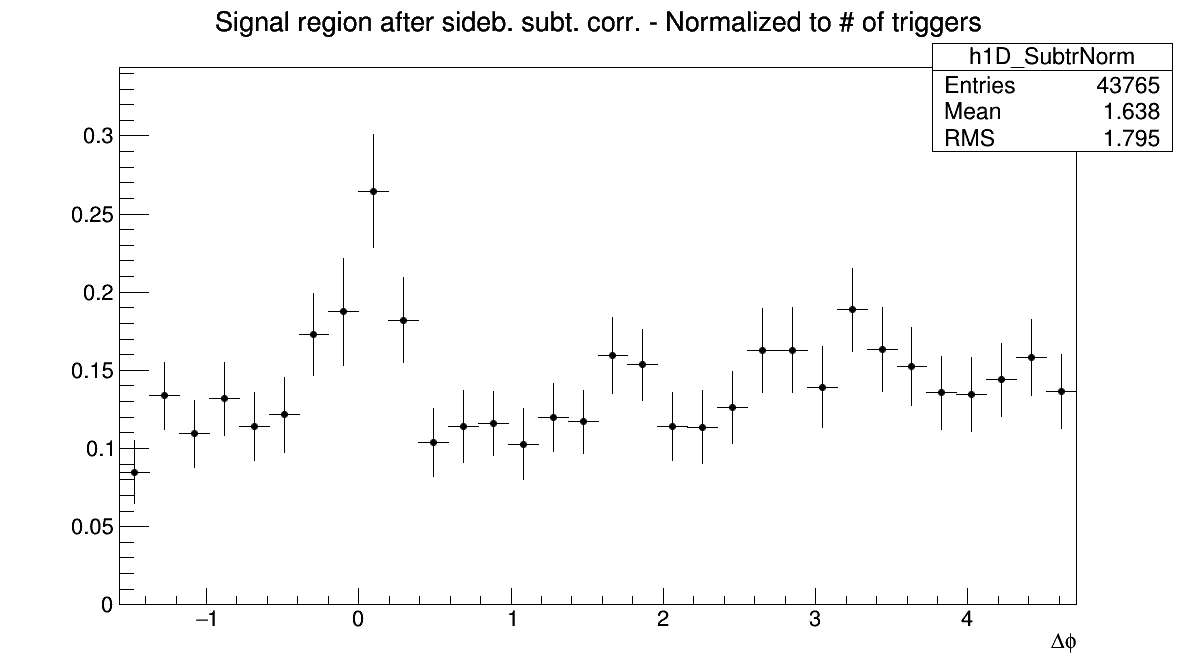 Signal region after sideb. subt. corr. - Normalized to # of triggers
h1D_SubtrNorm
Entries 43765
Mean 1.638
RMS 1.795
0.3
0.25
0.2
0.15
0.1
0.05
0
−1 0 1 2 3 4
Δϕ